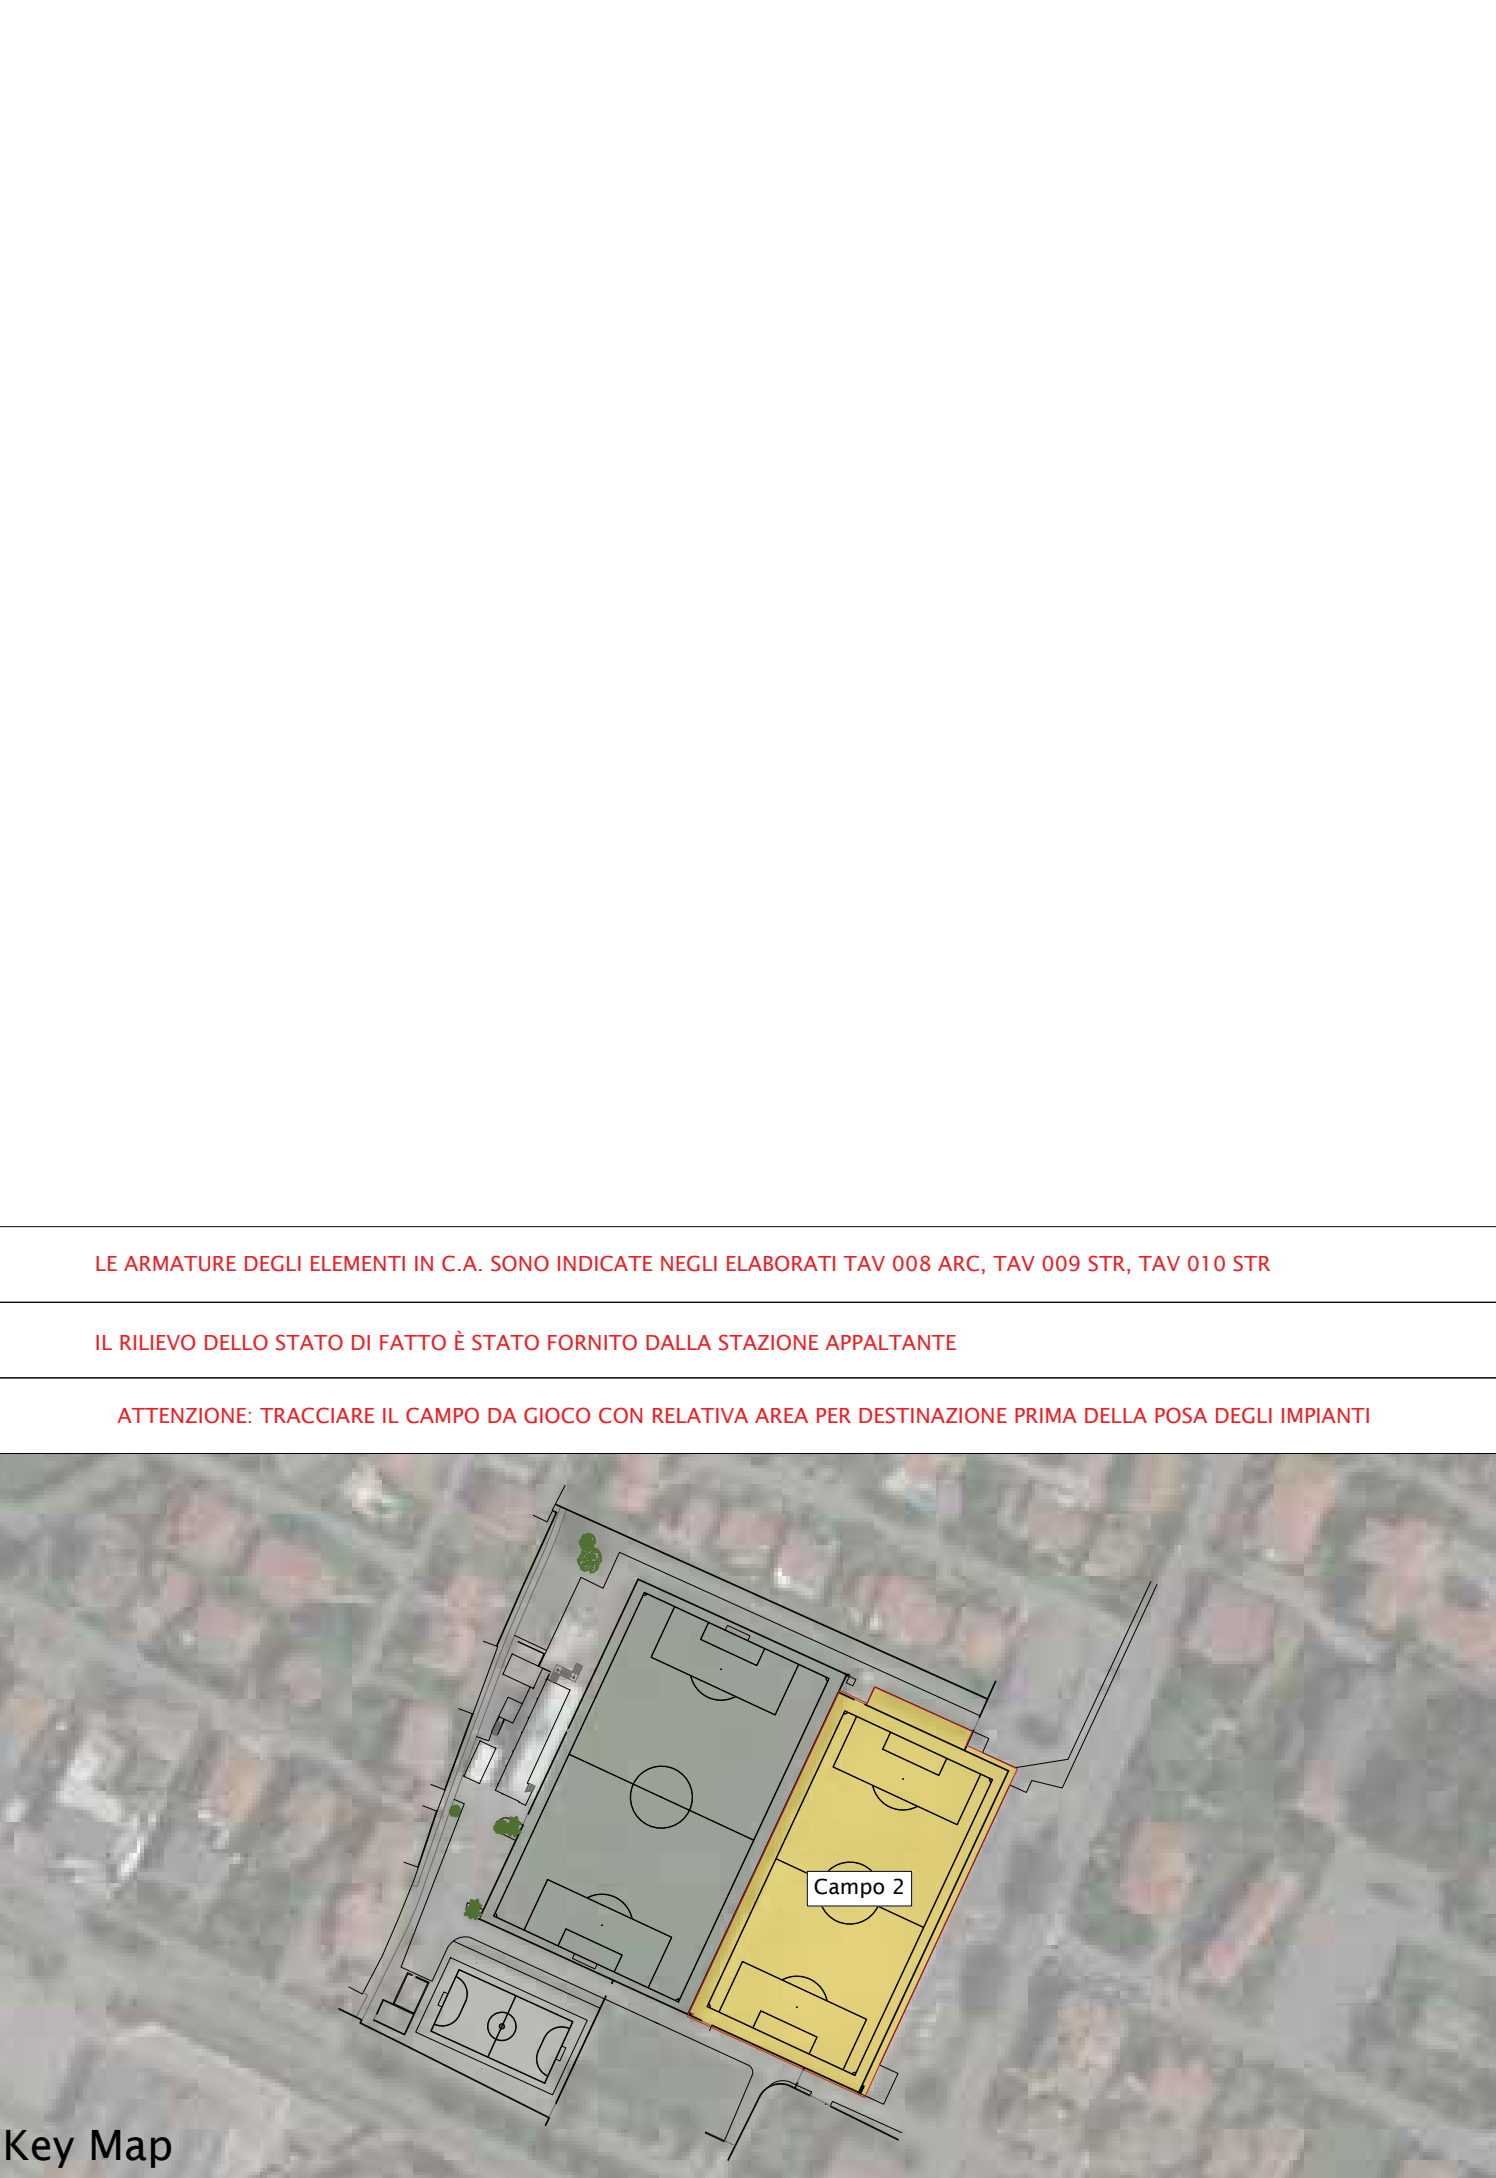 LE ARMATURE DEGLI ELEMENTI IN C.A. SONO INDICATE NEGLI ELABORATI TAV 008 ARC, TAV 009 STR, TAV 010 STR
IL RILIEVO DELLO STATO DI FATTO È STATO FORNITO DALLA STAZIONE APPALTANTE
ATTENZIONE: TRACCIARE IL CAMPO DA GIOCO CON RELATIVA AREA PER DESTINAZIONE PRIMA DELLA POSA DEGLI IMPIANTI
Campo 2
Key Map